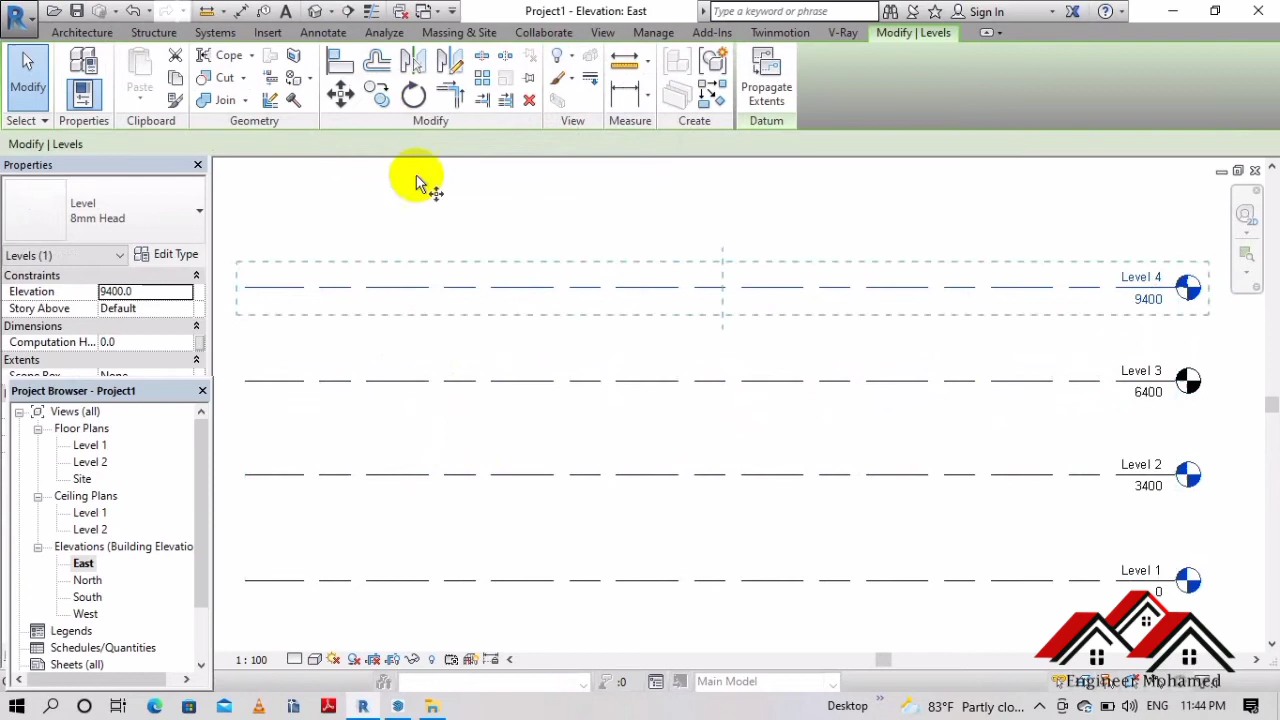 Project1 - Elevation: East
Type a keyword or phrase
Sign In
Architecture Structure Systems Insert Annotate Analyze Massing & Site Collaborate View Manage Add-Ins Twinmotion V-Ray Modify | Levels
Modify
Paste
Cope
Cut
Join
Propagate
Extents
Select Properties Clipboard Geometry Modify View Measure Create Datum
Modify | Levels
Properties
Level
8mm Head
Levels (1)
Edit Type
Constraints
Elevation 9400.0
Story Above Default
Dimensions
Computation H... 0.0
Extents
Scope Box None
Project Browser - Project1
Views (all)
Floor Plans
Level 1
Level 2
Site
Ceiling Plans
Level 1
Level 2
Elevations (Building Elevatio
East
North
South
West
Legends
Schedules/Quantities
Sheets (all)
2D
Level 4
9400
Level 3
6400
Level 2
3400
Level 1
0
1 : 100
:0
Main Model
Engineer Mohamed
Desktop
83°F Partly clo...
11:44 PM